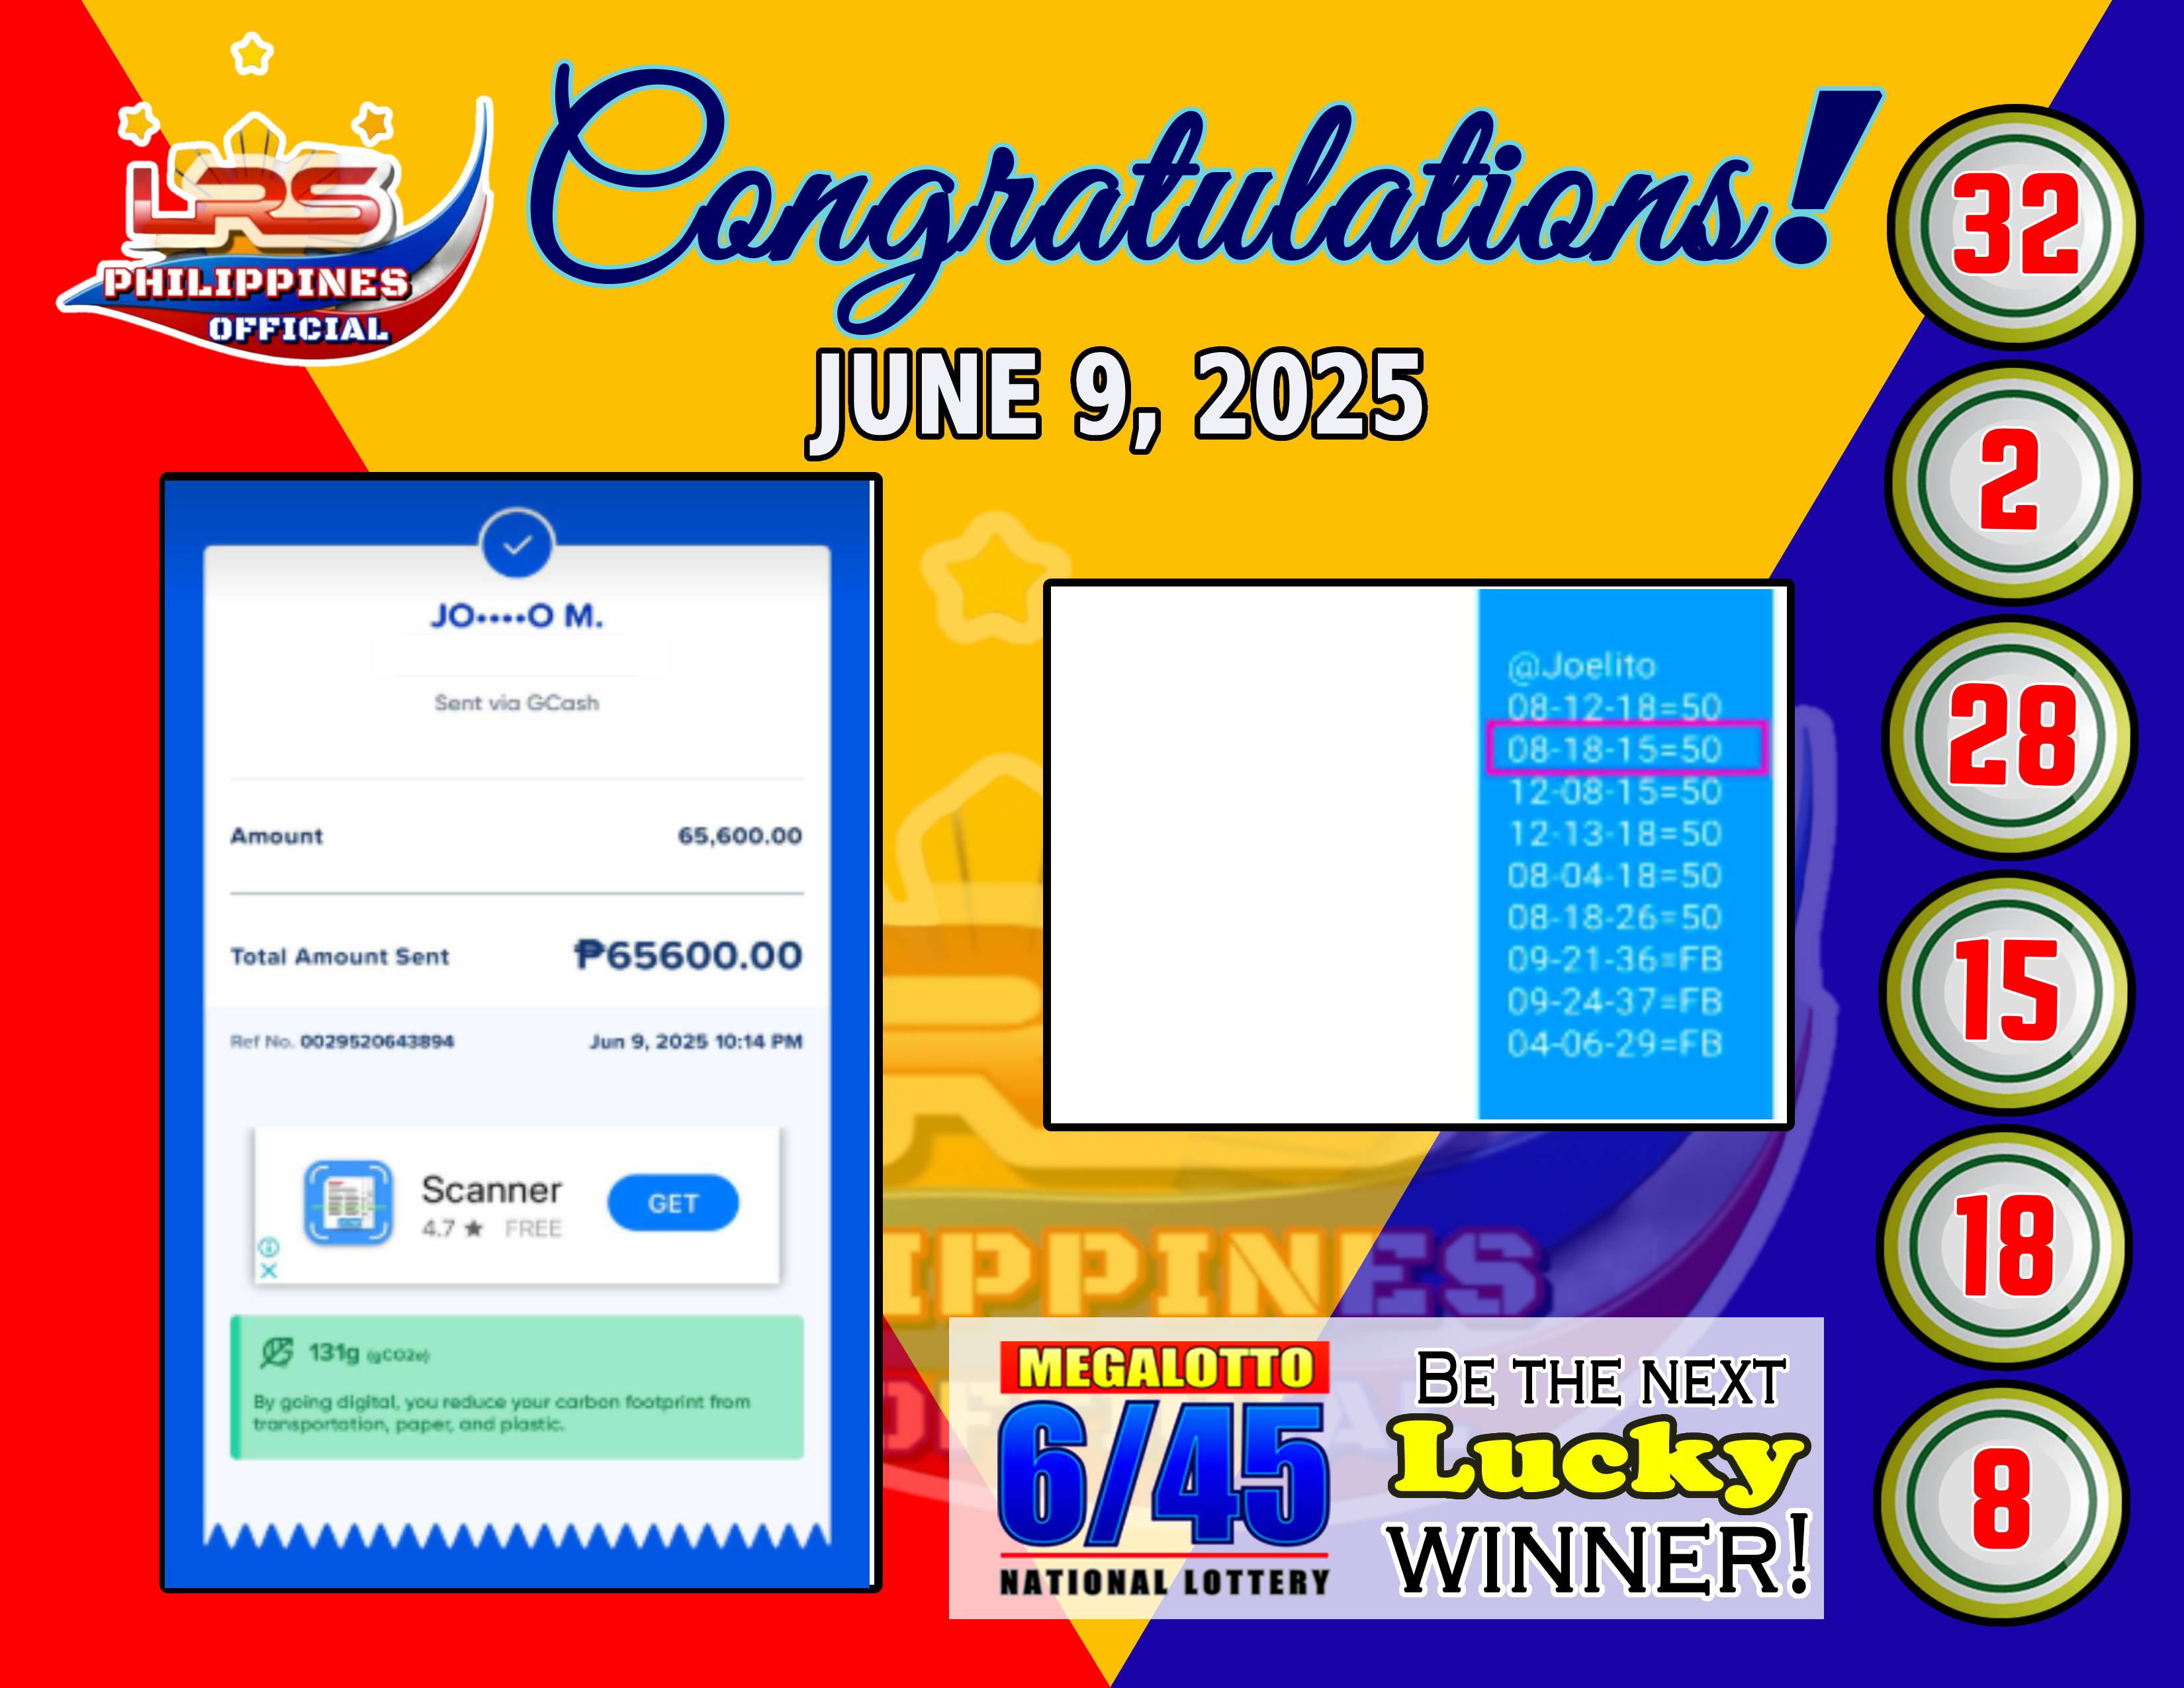 LRS
PHILIPPINES
OFFICIAL
Congratulations!
JUNE 9, 2025
JO••••O M.
Sent via GCash
Amount 65,600.00
Total Amount Sent ₱65600.00
Ref No. 0029520643894 Jun 9, 2025 10:14 PM
Scanner
4.7 ★ FREE
GET
131g (gCO2e)
By going digital, you reduce your carbon footprint from
transportation, paper, and plastic.
@Joelito
08-12-18=50
08-18-15=50
12-08-15=50
12-13-18=50
08-04-18=50
08-18-26=50
09-21-36=FB
09-24-37=FB
04-06-29=FB
MEGALOTTO
6/45
NATIONAL LOTTERY
BE THE NEXT
Lucky
WINNER!
32
2
28
15
18
8